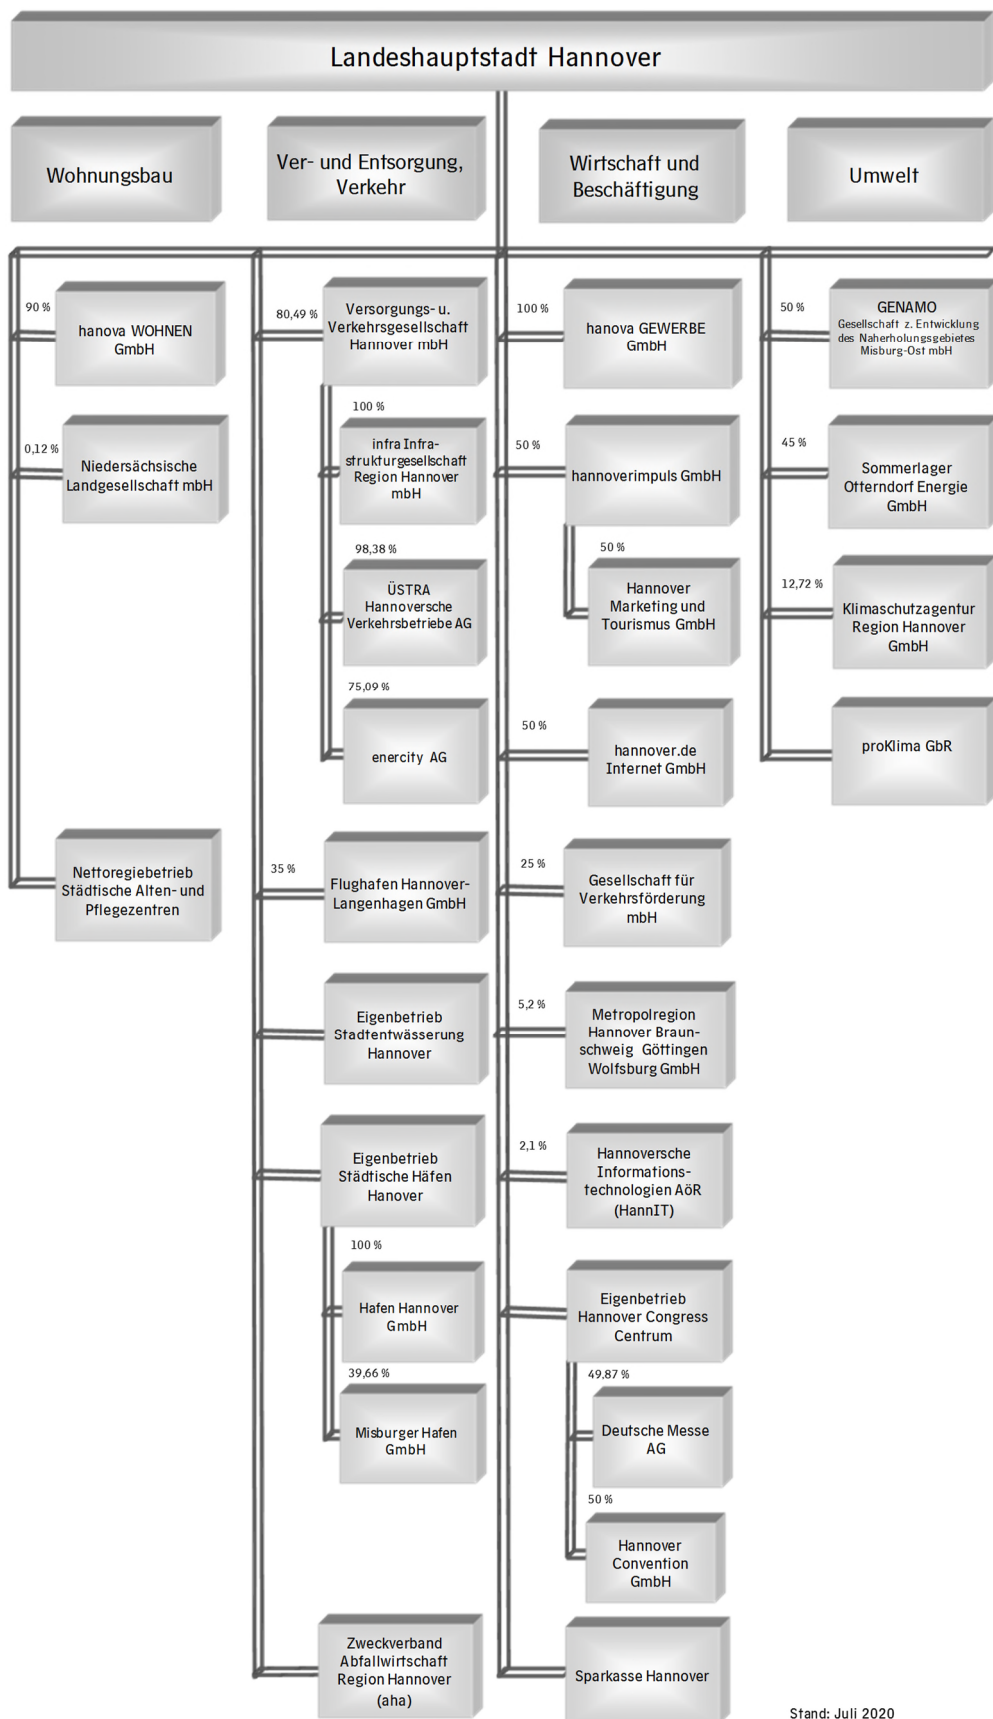 Landeshauptstadt Hannover
Wohnungsbau
Ver- und Entsorgung,
Verkehr
Wirtschaft und
Beschäftigung
Umwelt
90 %
hanova WOHNEN
GmbH
0,12 %
Niedersächsische
Landgesellschaft mbH
Nettoregiebetrieb
Städtische Alten- und
Pflegezentren
80,49 %
Versorgungs- u.
Verkehrsgesellschaft
Hannover mbH
100 %
infra Infra-
strukturgesellschaft
Region Hannover
mbH
98,38 %
ÜSTRA
Hannoversche
Verkehrsbetriebe AG
75,09 %
enercity AG
35 %
Flughafen Hannover-
Langenhagen GmbH
Eigenbetrieb
Stadtentwässerung
Hannover
Eigenbetrieb
Städtische Häfen
Hanover
100 %
Hafen Hannover
GmbH
39,66 %
Misburger Hafen
GmbH
Zweckverband
Abfallwirtschaft
Region Hannover
(aha)
100 %
hanova GEWERBE
GmbH
50 %
hannoverimpuls GmbH
50 %
Hannover
Marketing und
Tourismus GmbH
50 %
hannover.de
Internet GmbH
25 %
Gesellschaft für
Verkehrsförderung
mbH
5,2 %
Metropolregion
Hannover Braun-
schweig Göttingen
Wolfsburg GmbH
2,1 %
Hannoversche
Informations-
technologien AöR
(HannIT)
Eigenbetrieb
Hannover Congress
Centrum
49,87 %
Deutsche Messe
AG
50 %
Hannover
Convention
GmbH
Sparkasse Hannover
50 %
GENAMO
Gesellschaft z. Entwicklung
des Naherholungsgebietes
Misburg-Ost mbH
45 %
Sommerlager
Otterndorf Energie
GmbH
12,72 %
Klimaschutzagentur
Region Hannover
GmbH
proKlima GbR
Stand: Juli 2020